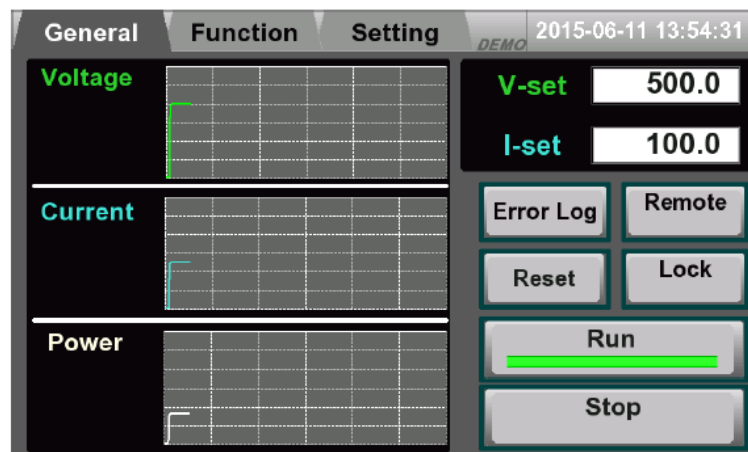 General Function Setting DEMO 2015-06-11 13:54:31
Voltage
V-set 500.0
I-set 100.0
Current
Error Log Remote
Reset Lock
Power
Run
Stop